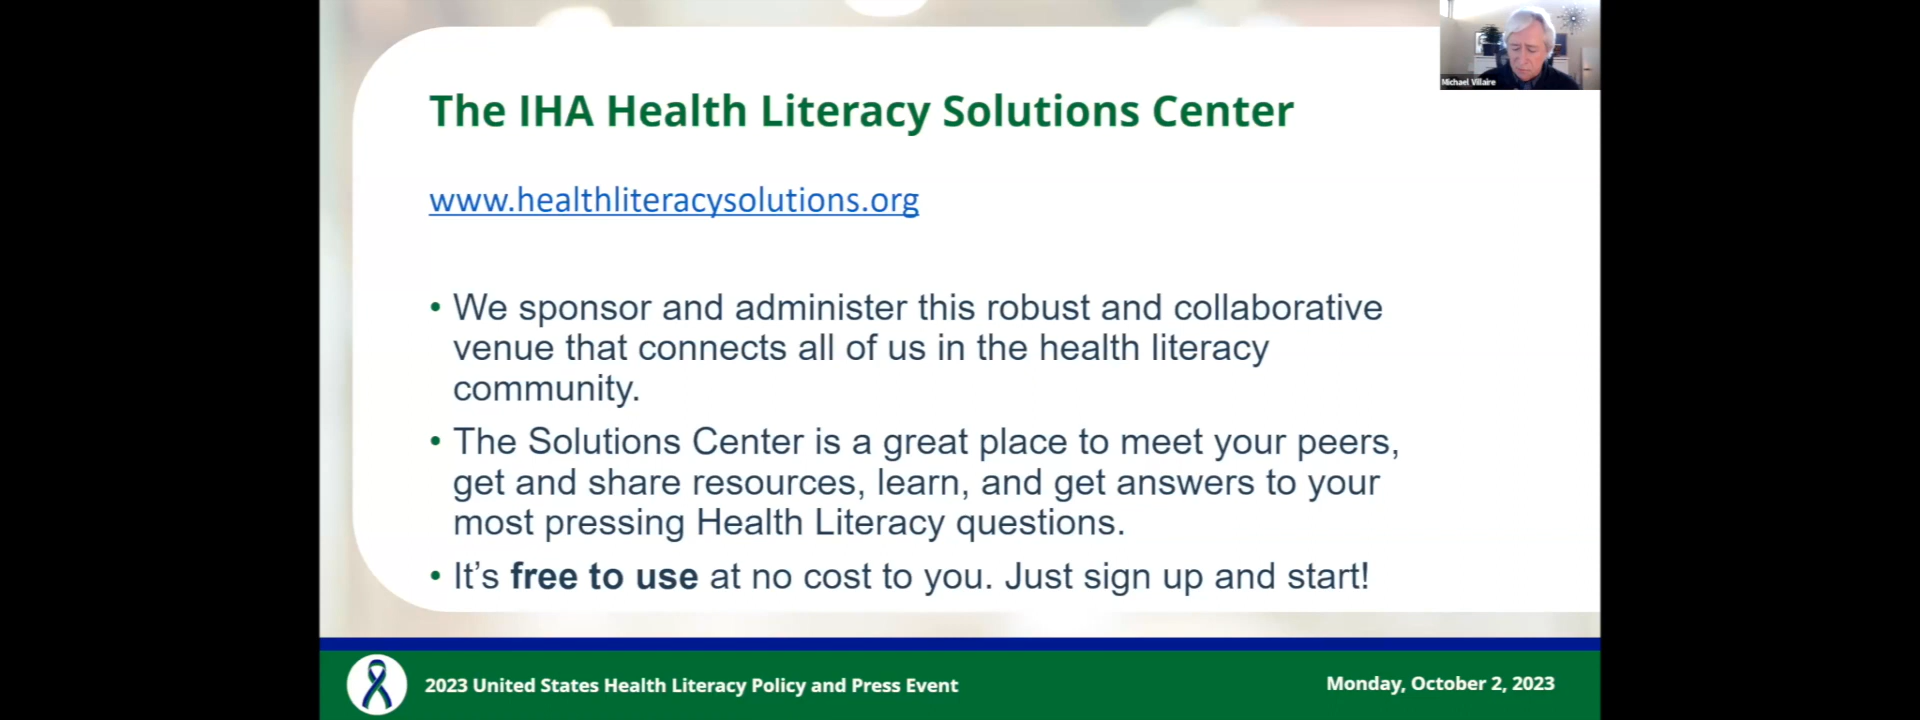 The IHA Health Literacy Solutions Center
Michael Villaire
www.healthliteracysolutions.org
• We sponsor and administer this robust and collaborative
venue that connects all of us in the health literacy
community.
• The Solutions Center is a great place to meet your peers,
get and share resources, learn, and get answers to your
most pressing Health Literacy questions.
• It’s free to use at no cost to you. Just sign up and start!
2023 United States Health Literacy Policy and Press Event
Monday, October 2, 2023